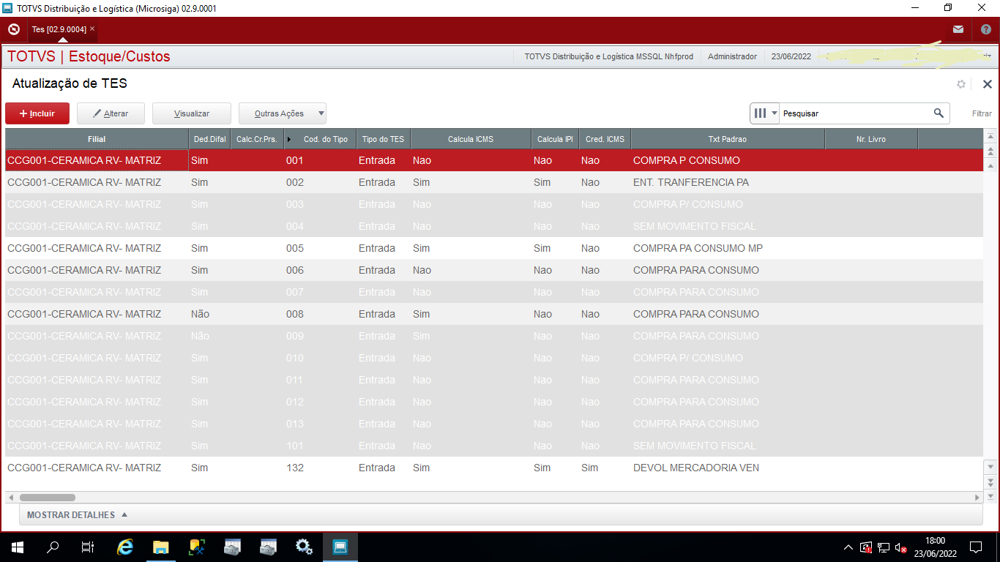 TOTVS Distribuição e Logística (Microsiga) 02.9.0001
Tes [02.9.0004] ×
TOTVS | Estoque/Custos TOTVS Distribuição e Logística MSSQL Nhfprod Administrador 23/06/2022
Atualização de TES
+ Incluir Alterar Visualizar Outras Ações Pesquisar Filtrar
Filial Ded.Difal Calc.Cr.Prs. Cod. do Tipo Tipo do TES Calcula ICMS Calcula IPI Cred. ICMS Txt Padrao Nr. Livro
CCG001-CERAMICA RV- MATRIZ Sim 001 Entrada Nao Nao Nao COMPRA P CONSUMO
CCG001-CERAMICA RV- MATRIZ Sim 002 Entrada Sim Sim Nao ENT. TRANFERENCIA PA
CCG001-CERAMICA RV- MATRIZ Sim 003 Entrada Nao Nao Nao COMPRA P/ CONSUMO
CCG001-CERAMICA RV- MATRIZ Sim 004 Entrada Nao Nao Nao SEM MOVIMENTO FISCAL
CCG001-CERAMICA RV- MATRIZ Sim 005 Entrada Sim Sim Nao COMPRA PA CONSUMO MP
CCG001-CERAMICA RV- MATRIZ Sim 006 Entrada Nao Nao Nao COMPRA PARA CONSUMO
CCG001-CERAMICA RV- MATRIZ Sim 007 Entrada Nao Nao Nao COMPRA PARA CONSUMO
CCG001-CERAMICA RV- MATRIZ Não 008 Entrada Sim Nao Nao COMPRA PARA CONSUMO
CCG001-CERAMICA RV- MATRIZ Não 009 Entrada Sim Nao Nao COMPRA PARA CONSUMO
CCG001-CERAMICA RV- MATRIZ Sim 010 Entrada Nao Nao Nao COMPRA P/ CONSUMO
CCG001-CERAMICA RV- MATRIZ Sim 011 Entrada Nao Nao Nao COMPRA PARA CONSUMO
CCG001-CERAMICA RV- MATRIZ Sim 012 Entrada Nao Nao Nao COMPRA PARA CONSUMO
CCG001-CERAMICA RV- MATRIZ Sim 013 Entrada Nao Nao Nao COMPRA PARA CONSUMO
CCG001-CERAMICA RV- MATRIZ Sim 101 Entrada Nao Nao Nao SEM MOVIMENTO FISCAL
CCG001-CERAMICA RV- MATRIZ Sim 132 Entrada Sim Sim Sim DEVOL MERCADORIA VEN
MOSTRAR DETALHES
18:00
23/06/2022